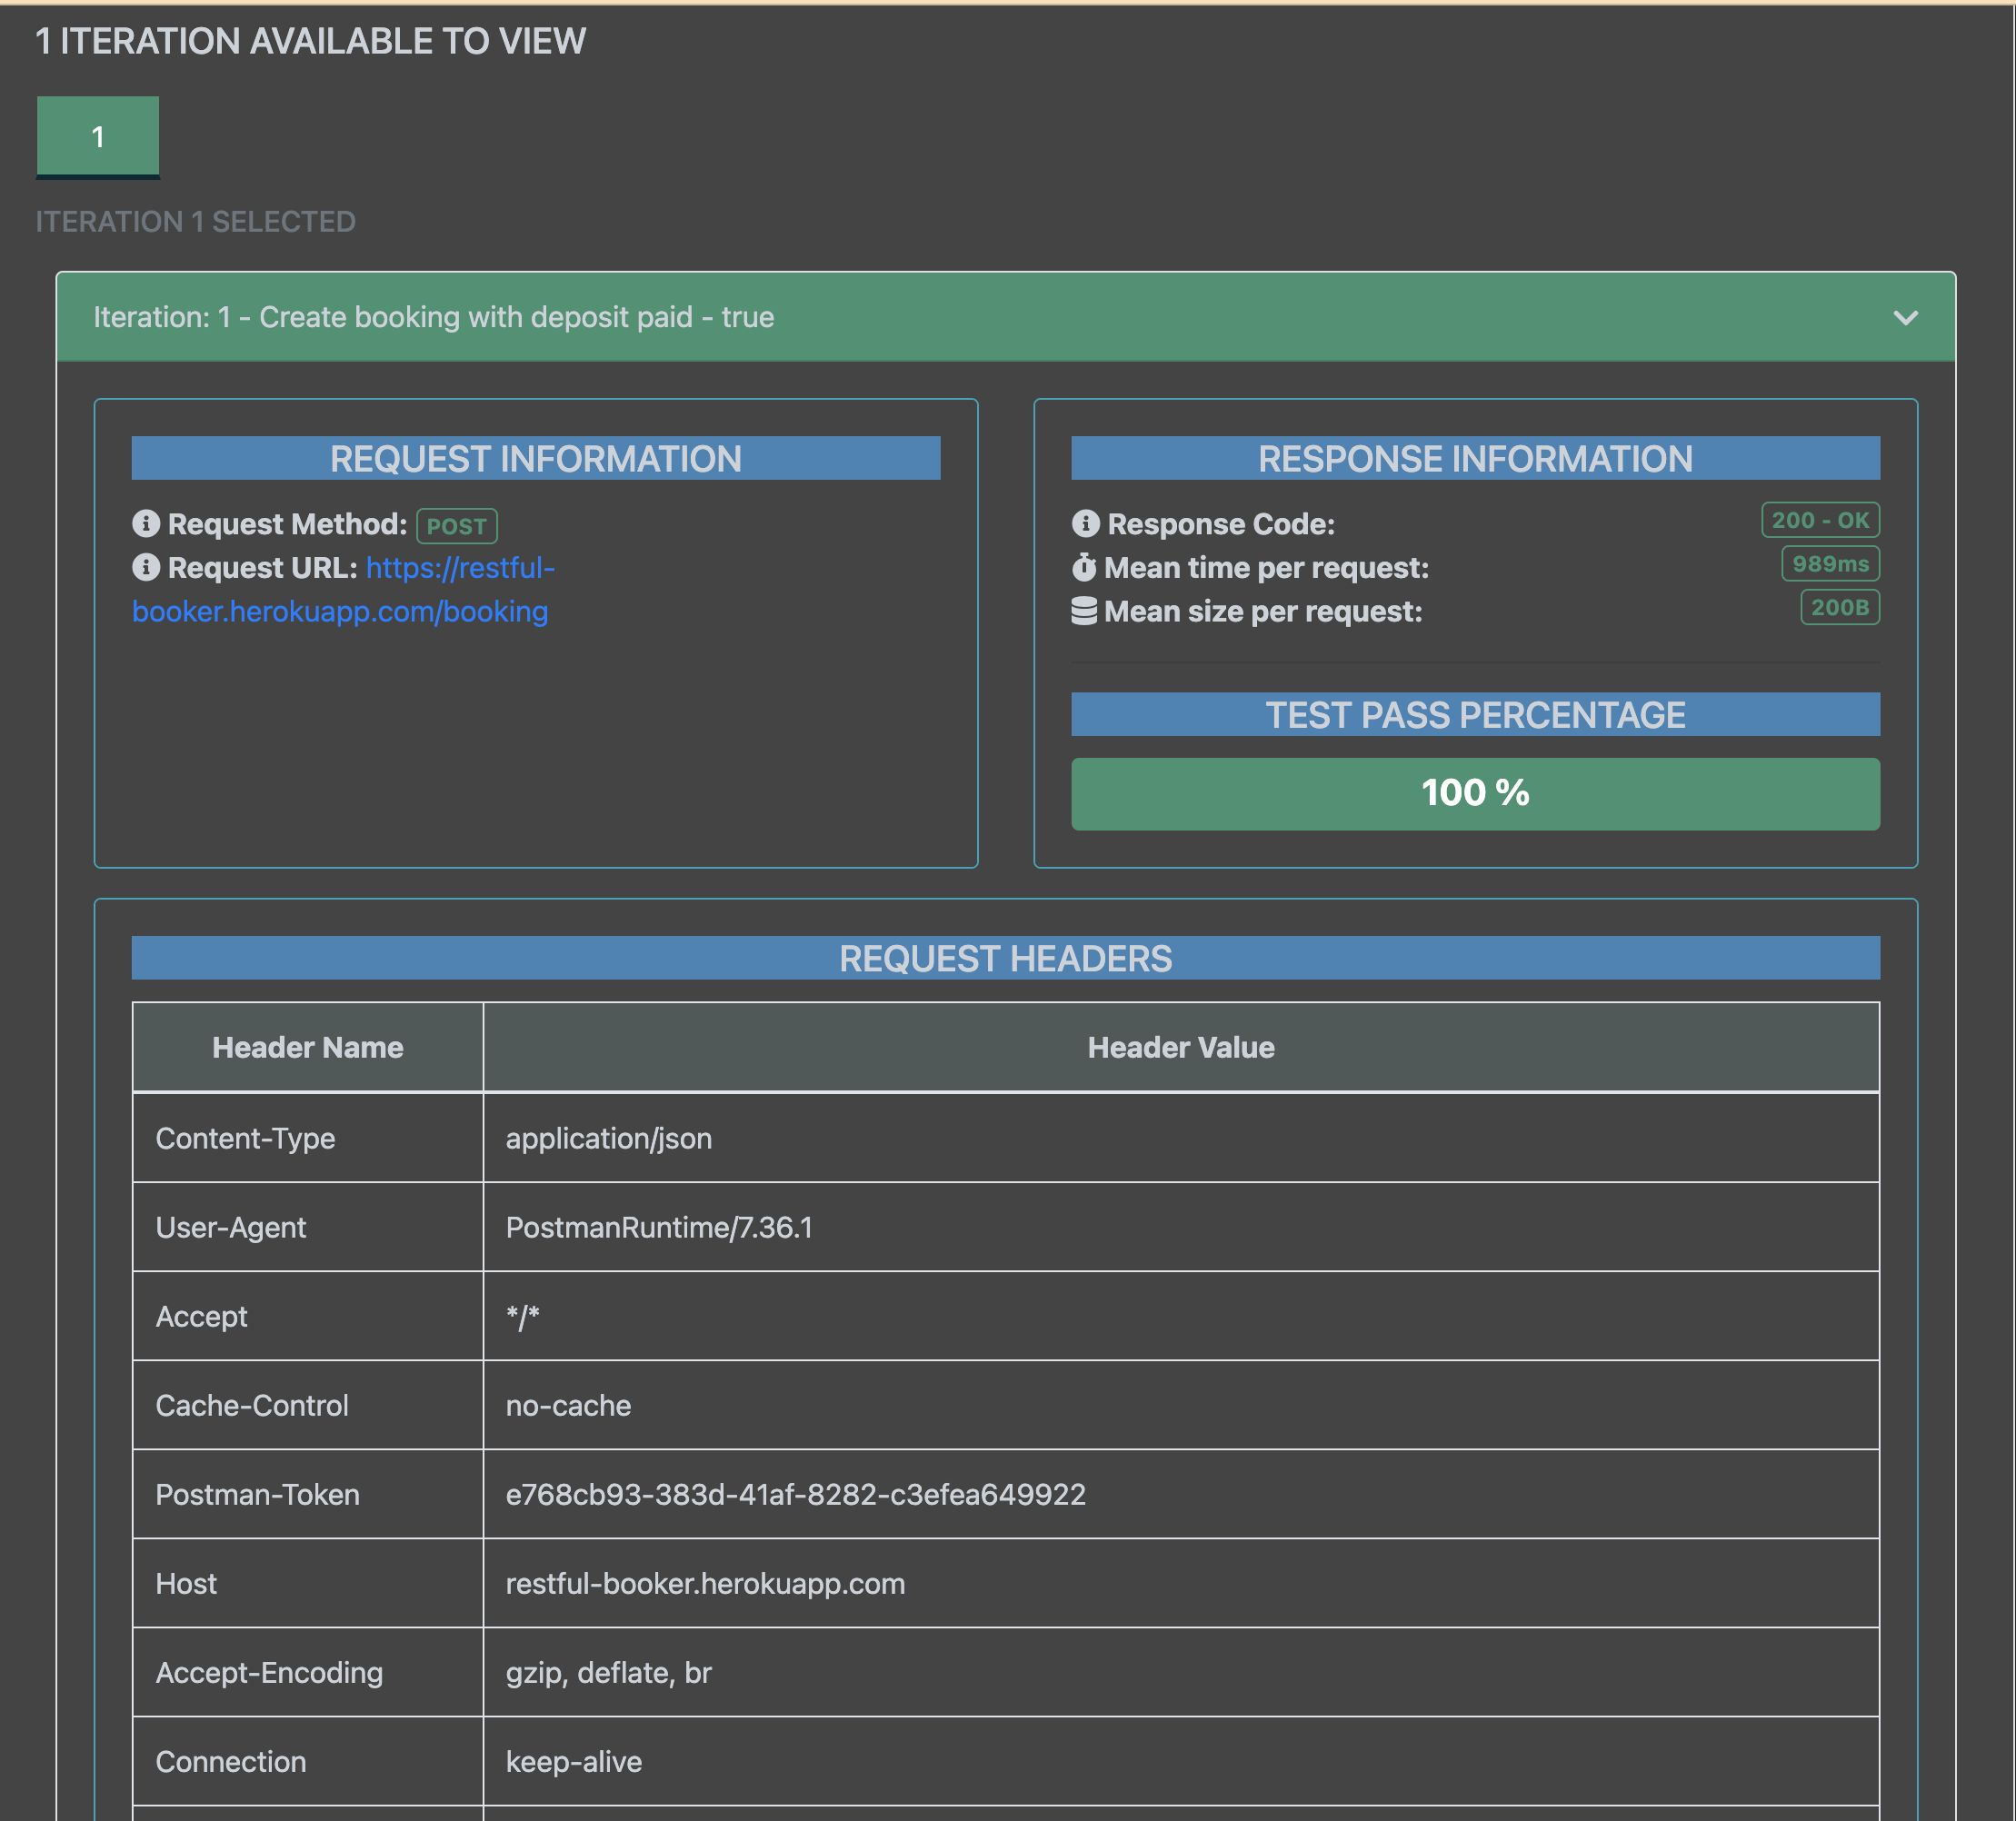 1 ITERATION AVAILABLE TO VIEW
1
ITERATION 1 SELECTED
Iteration: 1 - Create booking with deposit paid - true
REQUEST INFORMATION
Request Method: POST
Request URL: https://restful-
booker.herokuapp.com/booking
RESPONSE INFORMATION
Response Code: 200 - OK
Mean time per request: 989ms
Mean size per request: 200B
TEST PASS PERCENTAGE
100 %
REQUEST HEADERS
Header Name Header Value
Content-Type application/json
User-Agent PostmanRuntime/7.36.1
Accept */*
Cache-Control no-cache
Postman-Token e768cb93-383d-41af-8282-c3efea649922
Host restful-booker.herokuapp.com
Accept-Encoding gzip, deflate, br
Connection keep-alive